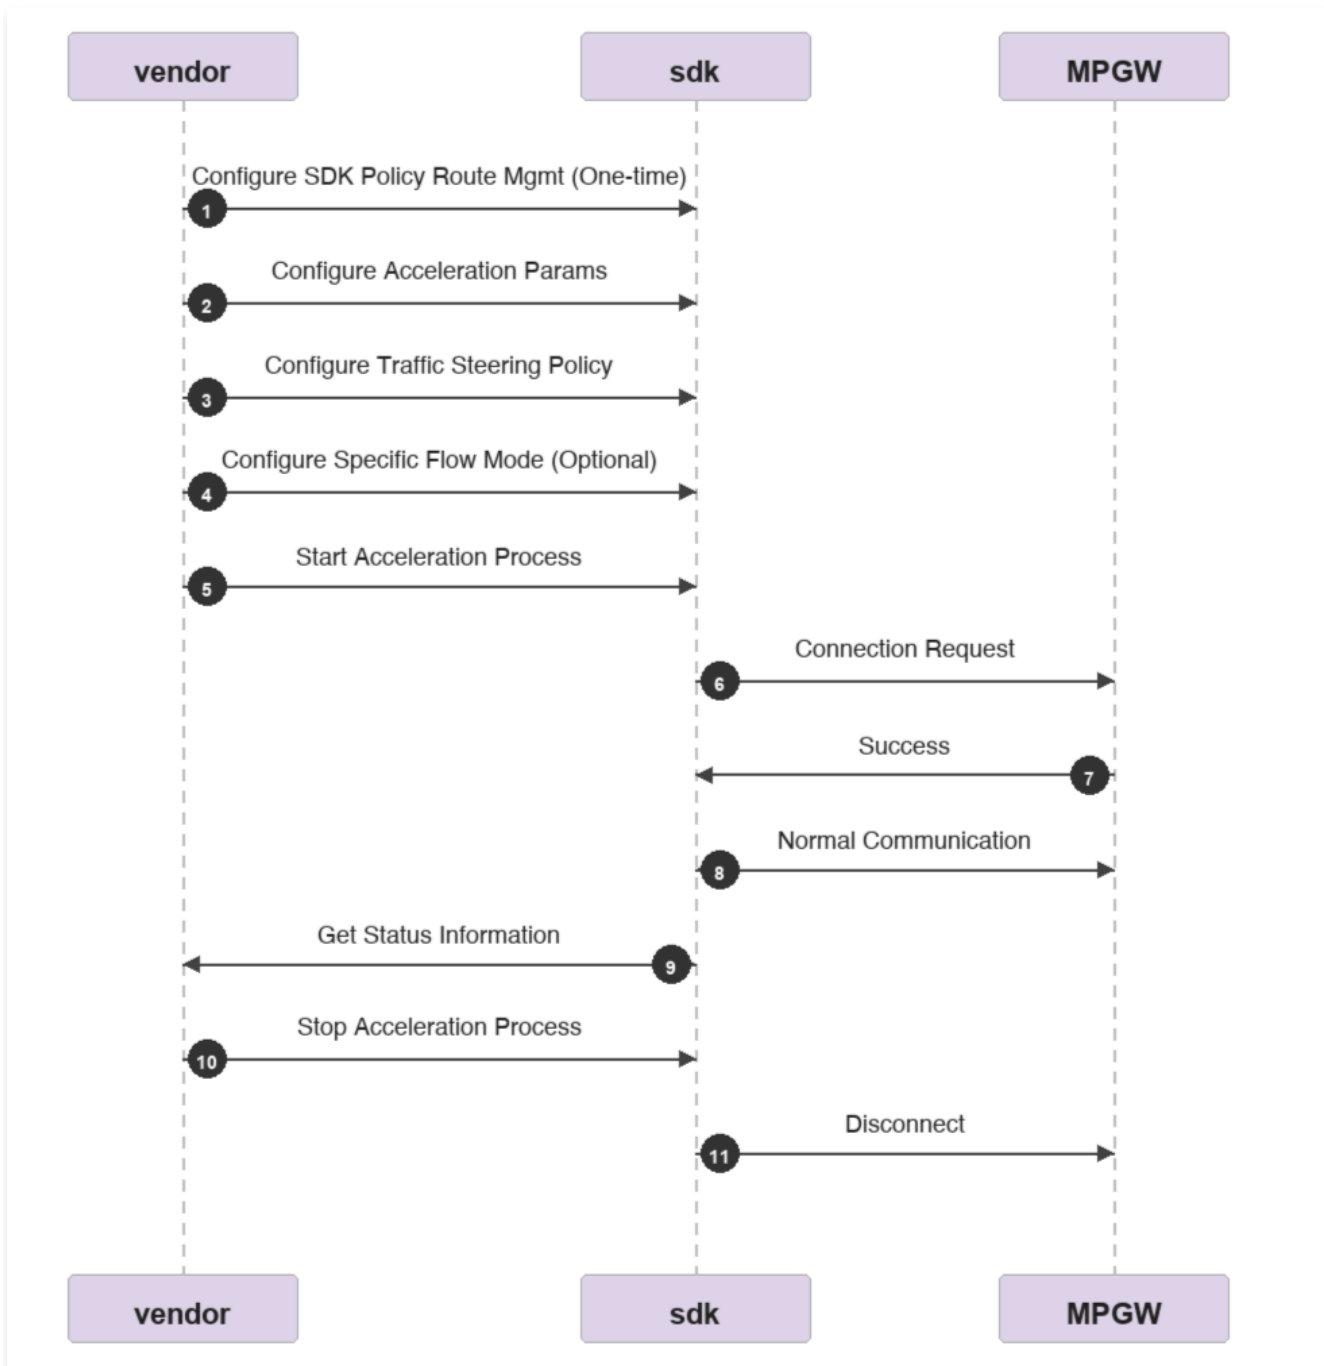 vendor sdk MPGW
Configure SDK Policy Route Mgmt (One-time)
1
Configure Acceleration Params
2
Configure Traffic Steering Policy
3
Configure Specific Flow Mode (Optional)
4
Start Acceleration Process
5
Connection Request
6
Success
7
Normal Communication
8
Get Status Information
9
Stop Acceleration Process
10
Disconnect
11
vendor sdk MPGW